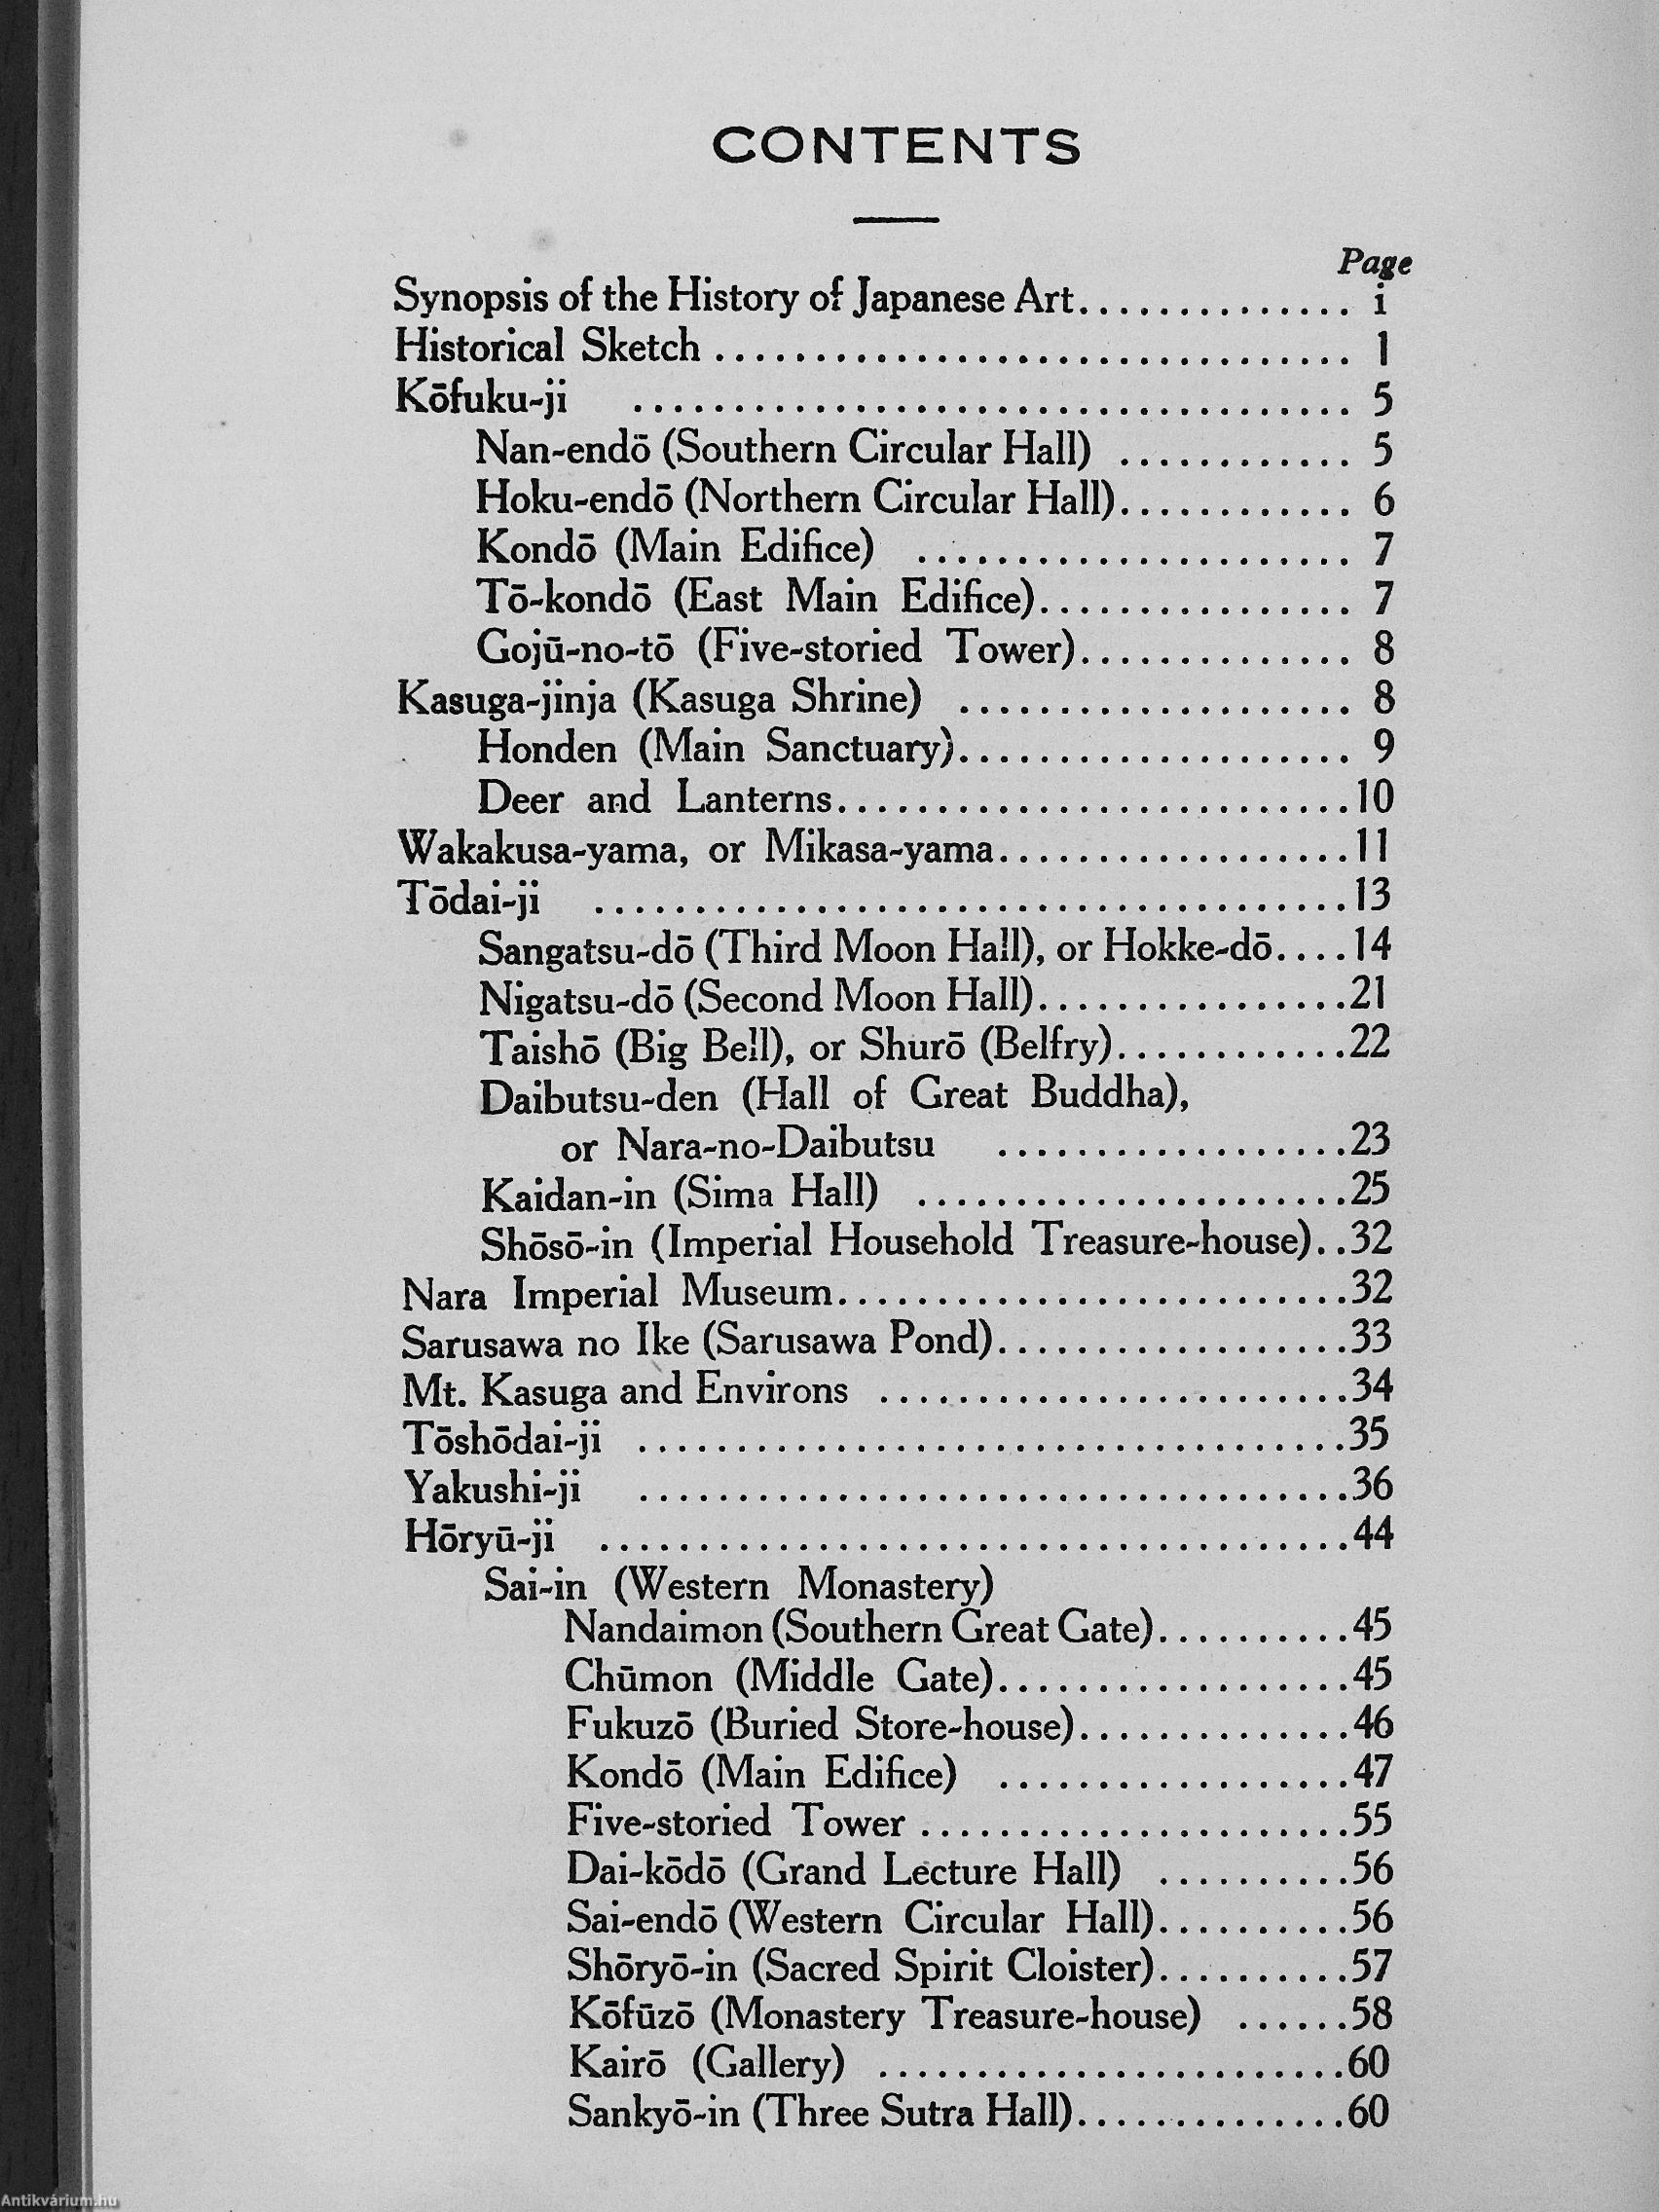 CONTENTS
Page
Synopsis of the History of Japanese Art.............. i
Historical Sketch ................................ 1
Kōfuku-ji .................................... 5
Nan-endō (Southern Circular Hall) ............ 5
Hoku-endō (Northern Circular Hall)............ 6
Kondō (Main Edifice) ...................... 7
Tō-kondō (East Main Edifice)................ 7
Gojū-no-tō (Five-storied Tower).............. 8
Kasuga-jinja (Kasuga Shrine) .................... 8
Honden (Main Sanctuary).................... 9
Deer and Lanterns..........................10
Wakakusa-yama, or Mikasa-yama..................11
Tōdai-ji ......................................13
Sangatsu-dō (Third Moon Hall), or Hokke-dō....14
Nigatsu-dō (Second Moon Hall)................21
Taishō (Big Bell), or Shurō (Belfry)............22
Daibutsu-den (Hall of Great Buddha),
or Nara-no-Daibutsu ..................23
Kaidan-in (Sima Hall) ......................25
Shōsō-in (Imperial Household Treasure-house)..32
Nara Imperial Museum..........................32
Sarusawa no Ike (Sarusawa Pond)..................33
Mt. Kasuga and Environs ........................34
Tōshōdai-ji ....................................35
Yakushi-ji ....................................36
Hōryū-ji ......................................44
Sai-in (Western Monastery)
Nandaimon (Southern Great Gate)..........45
Chūmon (Middle Gate)..................45
Fukuzō (Buried Store-house)..............46
Kondō (Main Edifice) ..................47
Five-storied Tower ......................55
Dai-kōdō (Grand Lecture Hall) ..........56
Sai-endō (Western Circular Hall)..........56
Shōryō-in (Sacred Spirit Cloister)..........57
Kōfūzō (Monastery Treasure-house) ......58
Kairō (Gallery) ........................60
Sankyō-in (Three Sutra Hall)..............60
Antikvárium.hu